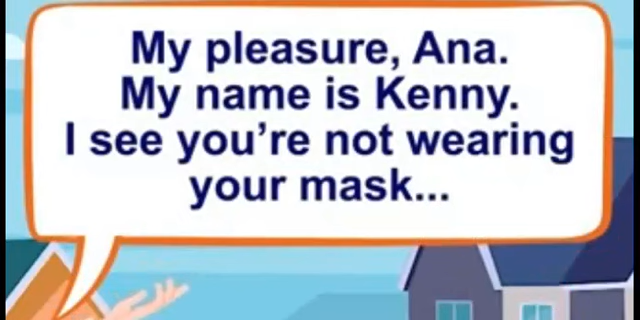 My pleasure, Ana.
My name is Kenny.
I see you’re not wearing
your mask...